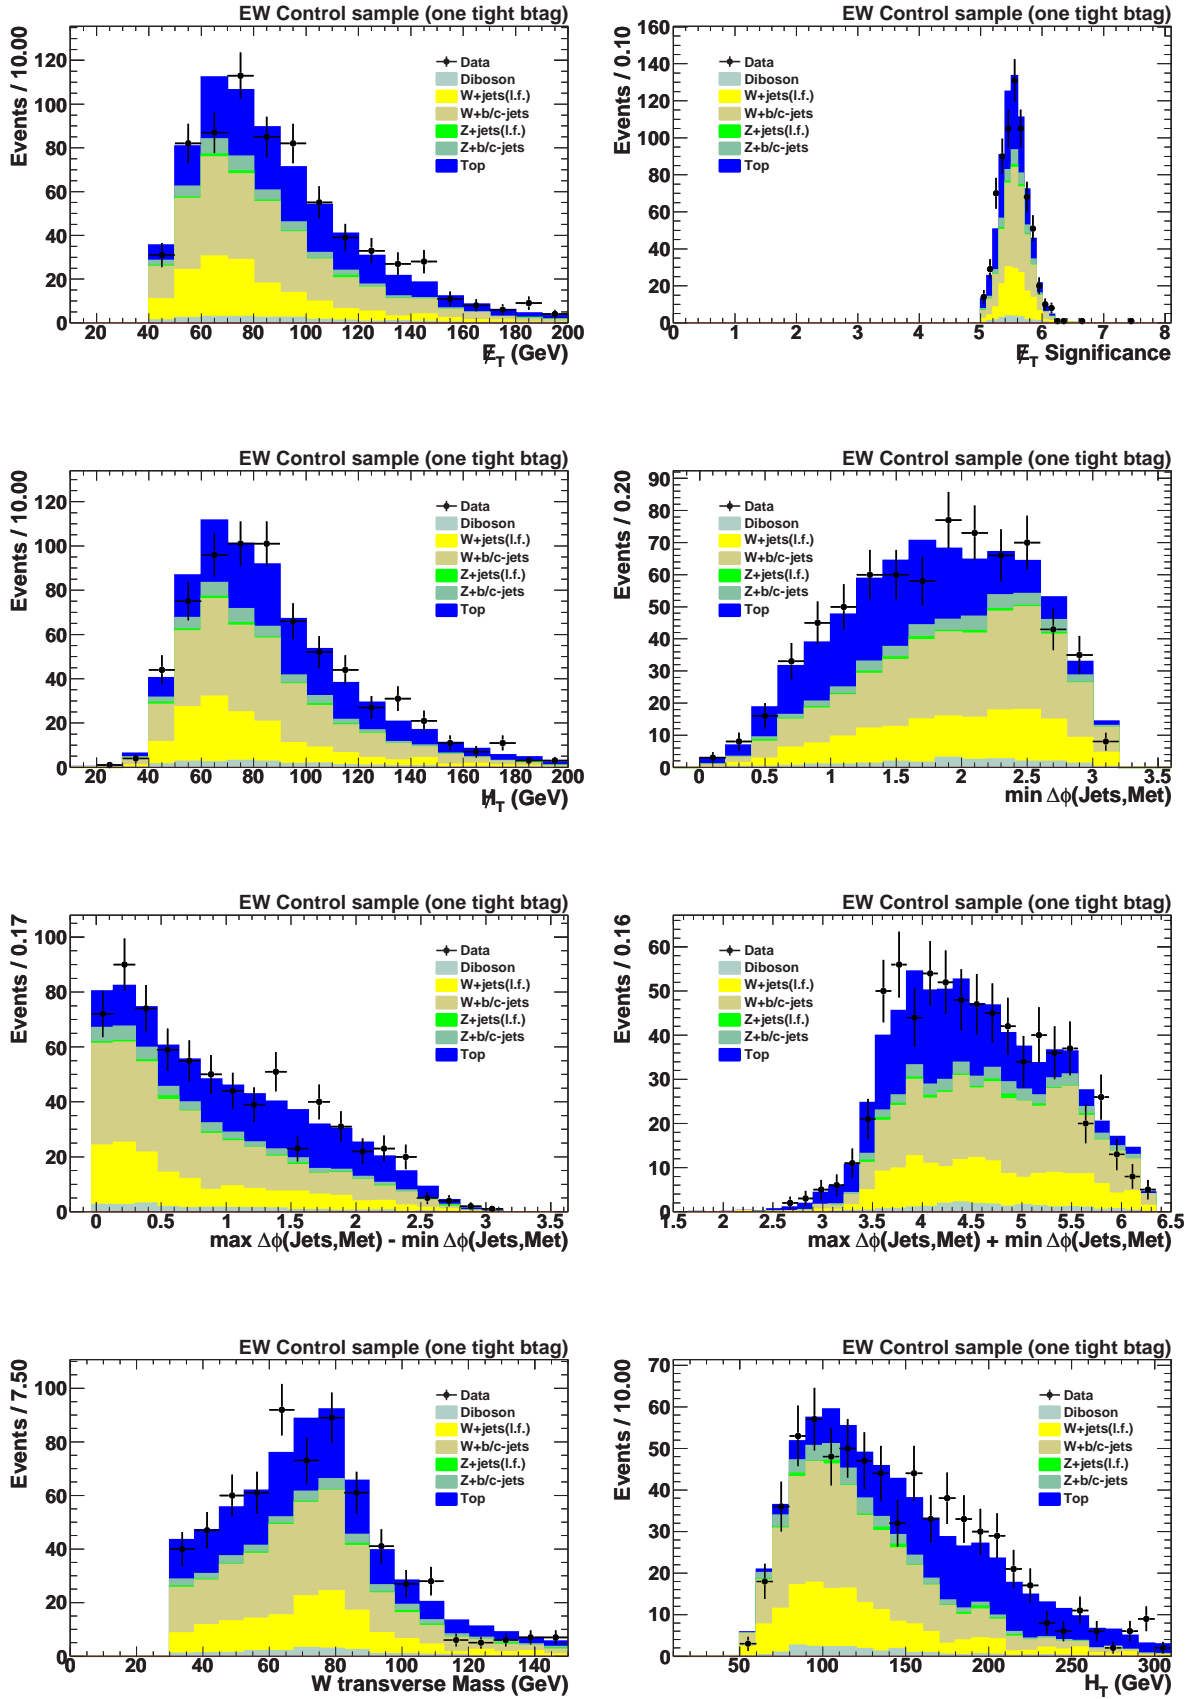 EW Control sample (one tight btag)
Events / 10.00
120
100
80
60
40
20
0
Data
Diboson
W+jets(l.f.)
W+b/c-jets
Z+jets(l.f.)
Z+b/c-jets
Top
20 40 60 80 100 120 140 160 180 200
E̸_T (GeV)
EW Control sample (one tight btag)
Events / 0.10
160
140
120
100
80
60
40
20
0
Data
Diboson
W+jets(l.f.)
W+b/c-jets
Z+jets(l.f.)
Z+b/c-jets
Top
0 1 2 3 4 5 6 7 8
E̸_T Significance
EW Control sample (one tight btag)
Events / 10.00
120
100
80
60
40
20
0
Data
Diboson
W+jets(l.f.)
W+b/c-jets
Z+jets(l.f.)
Z+b/c-jets
Top
20 40 60 80 100 120 140 160 180 200
H̸_T (GeV)
EW Control sample (one tight btag)
Events / 0.20
90
80
70
60
50
40
30
20
10
0
Data
Diboson
W+jets(l.f.)
W+b/c-jets
Z+jets(l.f.)
Z+b/c-jets
Top
0 0.5 1 1.5 2 2.5 3 3.5
min Δϕ(Jets,Met)
EW Control sample (one tight btag)
Events / 0.17
100
80
60
40
20
0
Data
Diboson
W+jets(l.f.)
W+b/c-jets
Z+jets(l.f.)
Z+b/c-jets
Top
0 0.5 1 1.5 2 2.5 3 3.5
max Δϕ(Jets,Met) - min Δϕ(Jets,Met)
EW Control sample (one tight btag)
Events / 0.16
60
50
40
30
20
10
0
Data
Diboson
W+jets(l.f.)
W+b/c-jets
Z+jets(l.f.)
Z+b/c-jets
Top
1.5 2 2.5 3 3.5 4 4.5 5 5.5 6 6.5
max Δϕ(Jets,Met) + min Δϕ(Jets,Met)
EW Control sample (one tight btag)
Events / 7.50
100
80
60
40
20
0
Data
Diboson
W+jets(l.f.)
W+b/c-jets
Z+jets(l.f.)
Z+b/c-jets
Top
0 20 40 60 80 100 120 140
W transverse Mass (GeV)
EW Control sample (one tight btag)
Events / 10.00
70
60
50
40
30
20
10
0
Data
Diboson
W+jets(l.f.)
W+b/c-jets
Z+jets(l.f.)
Z+b/c-jets
Top
50 100 150 200 250 300
H_T (GeV)